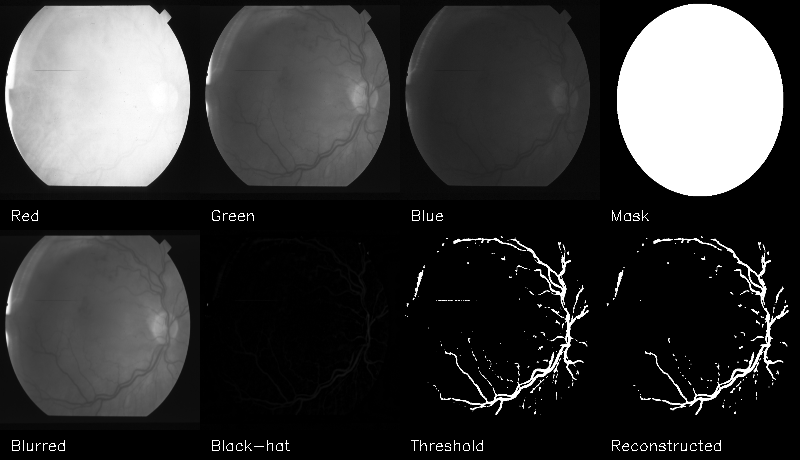 Red
Green
Blue
Mask
Blurred
Black-hat
Threshold
Reconstructed